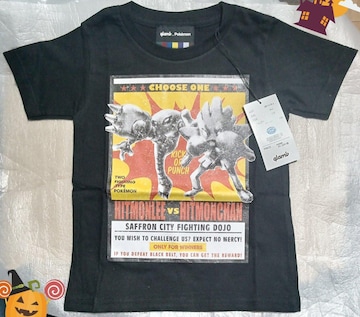 glamb × Pokémon
CHOOSE ONE
KICK
OR
PUNCH
TWO
FIGHTING
TYPE
POKÉMON
HITMONLEE VS HITMONCHAN
SAFFRON CITY FIGHTING DOJO
YOU WISH TO CHALLENGE US? EXPECT NO MERCY!
ONLY FOR WINNERS
IF YOU DEFEAT BLACK BELT, YOU CAN GET THE REWARD!
glamb